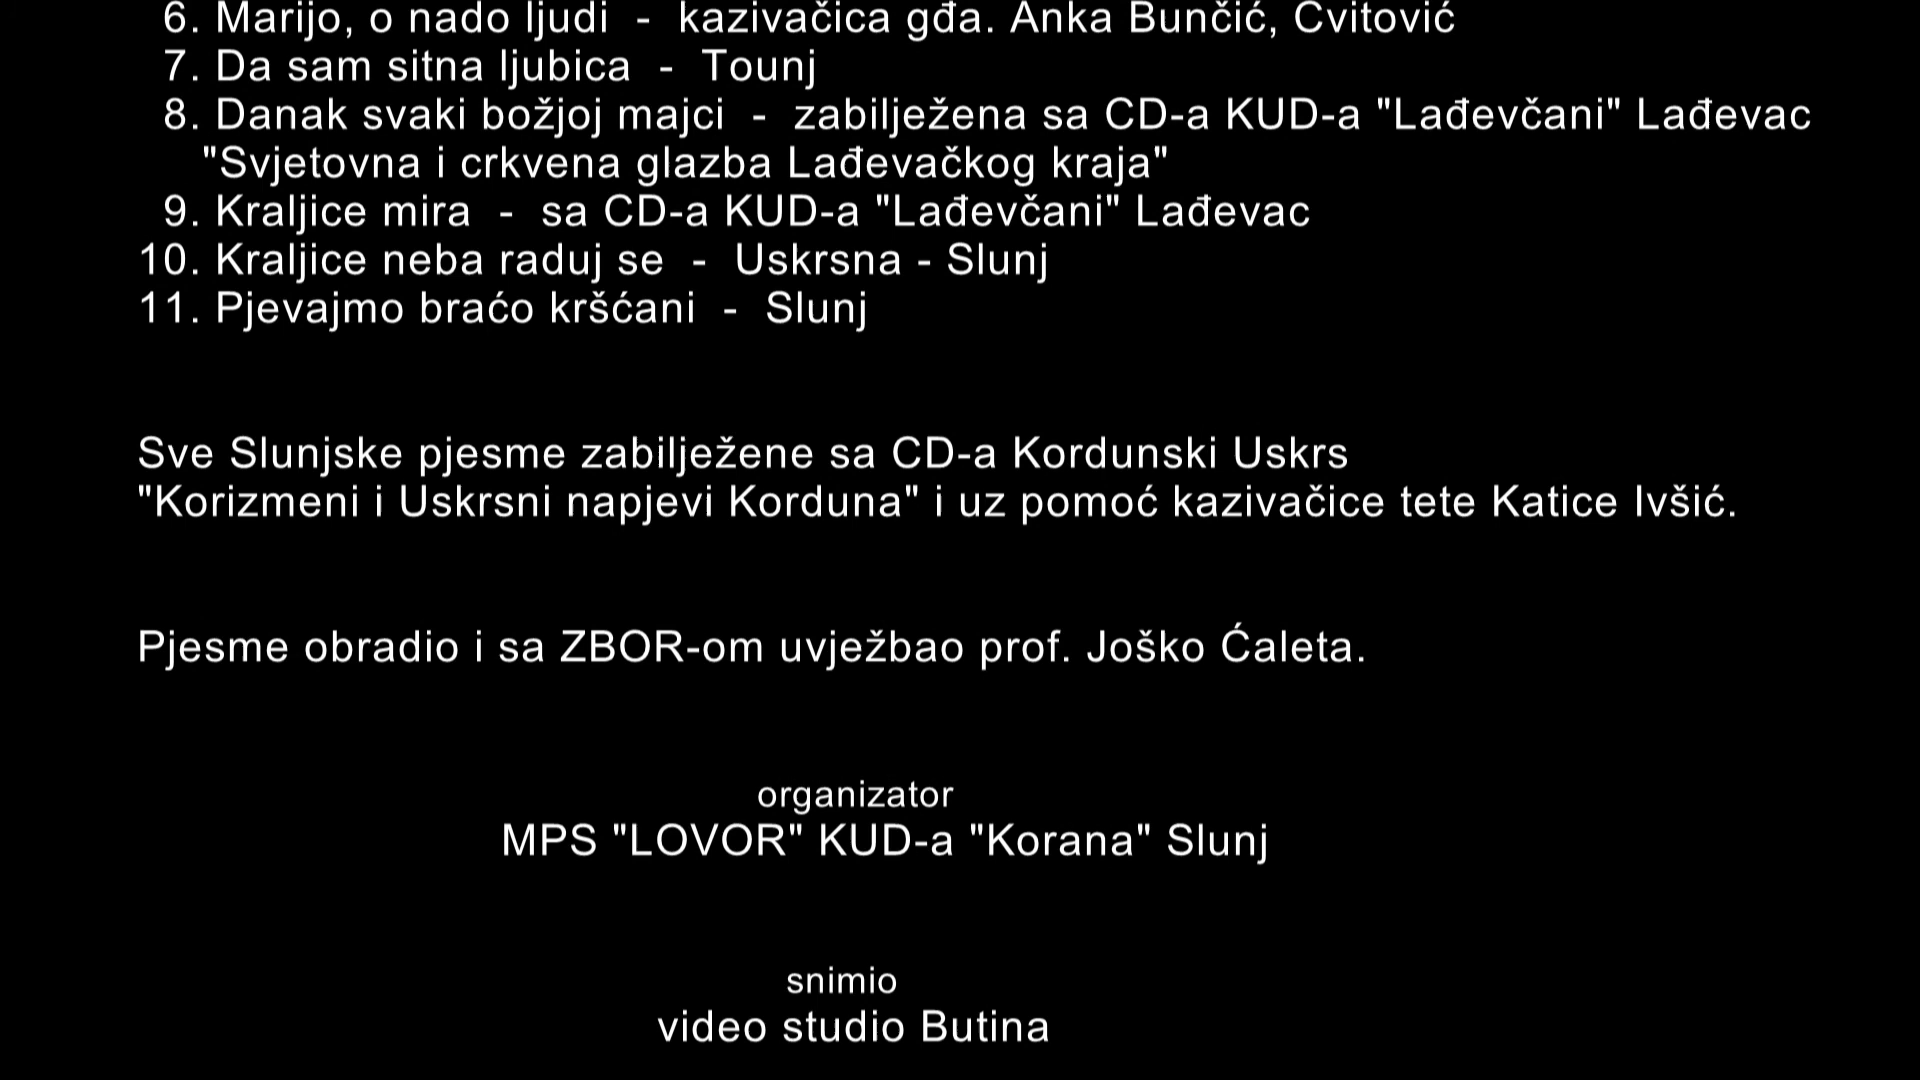 6. Marijo, o nado ljudi - kazivačica gđa. Anka Bunčić, Cvitović
7. Da sam sitna ljubica - Tounj
8. Danak svaki božjoj majci - zabilježena sa CD-a KUD-a "Lađevčani" Lađevac
"Svjetovna i crkvena glazba Lađevačkog kraja"
9. Kraljice mira - sa CD-a KUD-a "Lađevčani" Lađevac
10. Kraljice neba raduj se - Uskrsna - Slunj
11. Pjevajmo braćo kršćani - Slunj
Sve Slunjske pjesme zabilježene sa CD-a Kordunski Uskrs
"Korizmeni i Uskrsni napjevi Korduna" i uz pomoć kazivačice tete Katice Ivšić.
Pjesme obradio i sa ZBOR-om uvježbao prof. Joško Ćaleta.
organizator
MPS "LOVOR" KUD-a "Korana" Slunj
snimio
video studio Butina